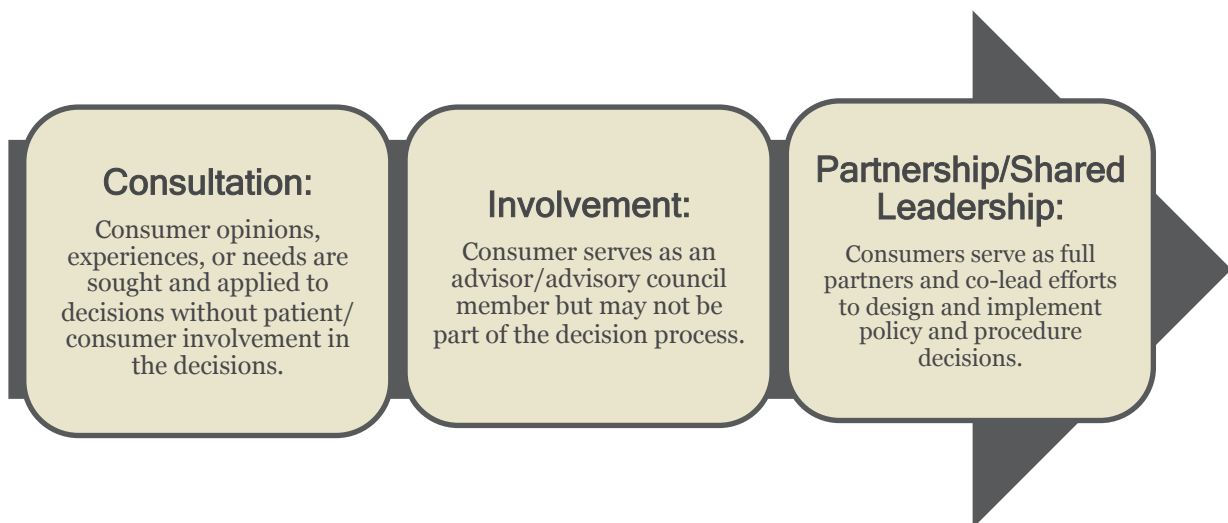 Consultation:
Consumer opinions,
experiences, or needs are
sought and applied to
decisions without patient/
consumer involvement in
the decisions.
Involvement:
Consumer serves as an
advisor/advisory council
member but may not be
part of the decision process.
Partnership/Shared
Leadership:
Consumers serve as full
partners and co-lead efforts
to design and implement
policy and procedure
decisions.